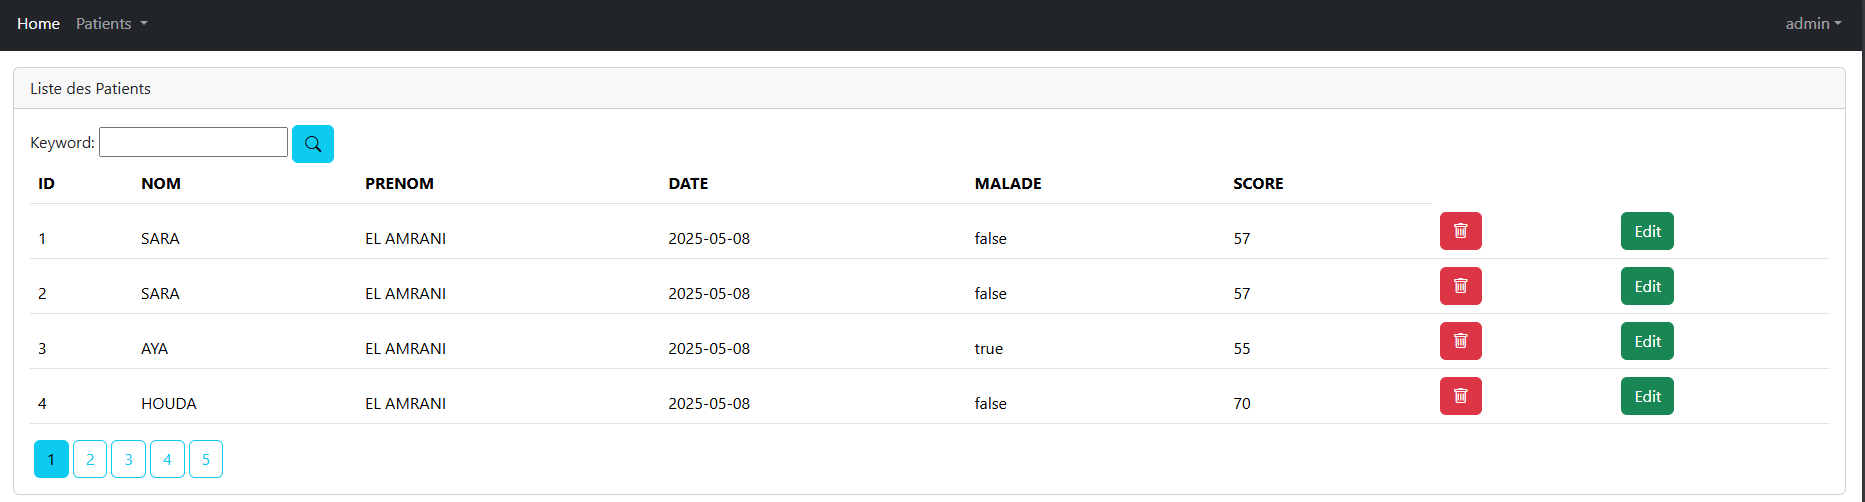 Home Patients admin
Liste des Patients
Keyword:
ID NOM PRENOM DATE MALADE SCORE
1 SARA EL AMRANI 2025-05-08 false 57 Edit
2 SARA EL AMRANI 2025-05-08 false 57 Edit
3 AYA EL AMRANI 2025-05-08 true 55 Edit
4 HOUDA EL AMRANI 2025-05-08 false 70 Edit
1 2 3 4 5